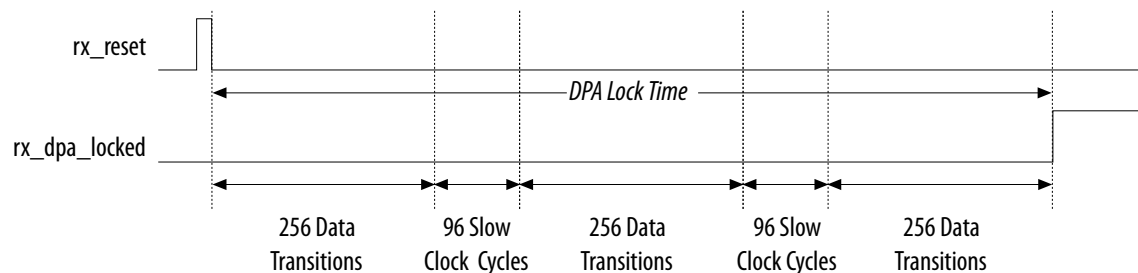 rx_reset
DPA Lock Time
rx_dpa_locked
256 Data
Transitions
96 Slow
Clock Cycles
256 Data
Transitions
96 Slow
Clock Cycles
256 Data
Transitions